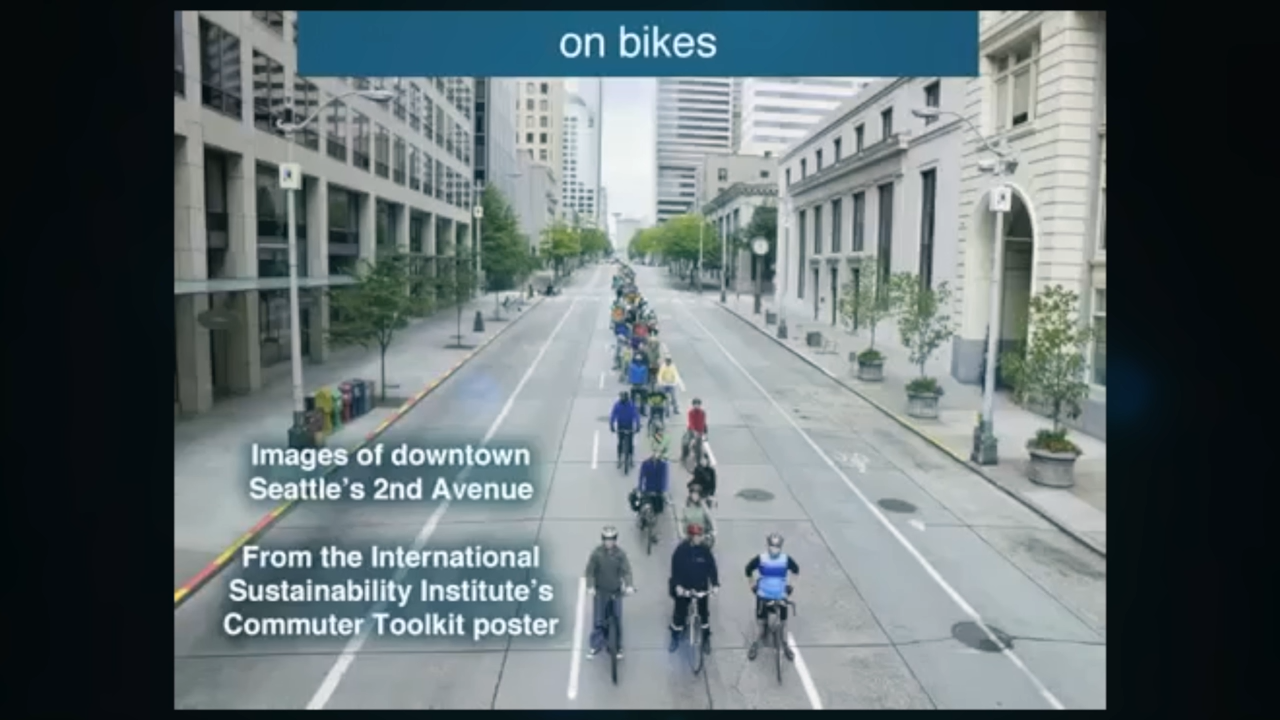 on bikes
Images of downtown
Seattle's 2nd Avenue
From the International
Sustainability Institute's
Commuter Toolkit poster